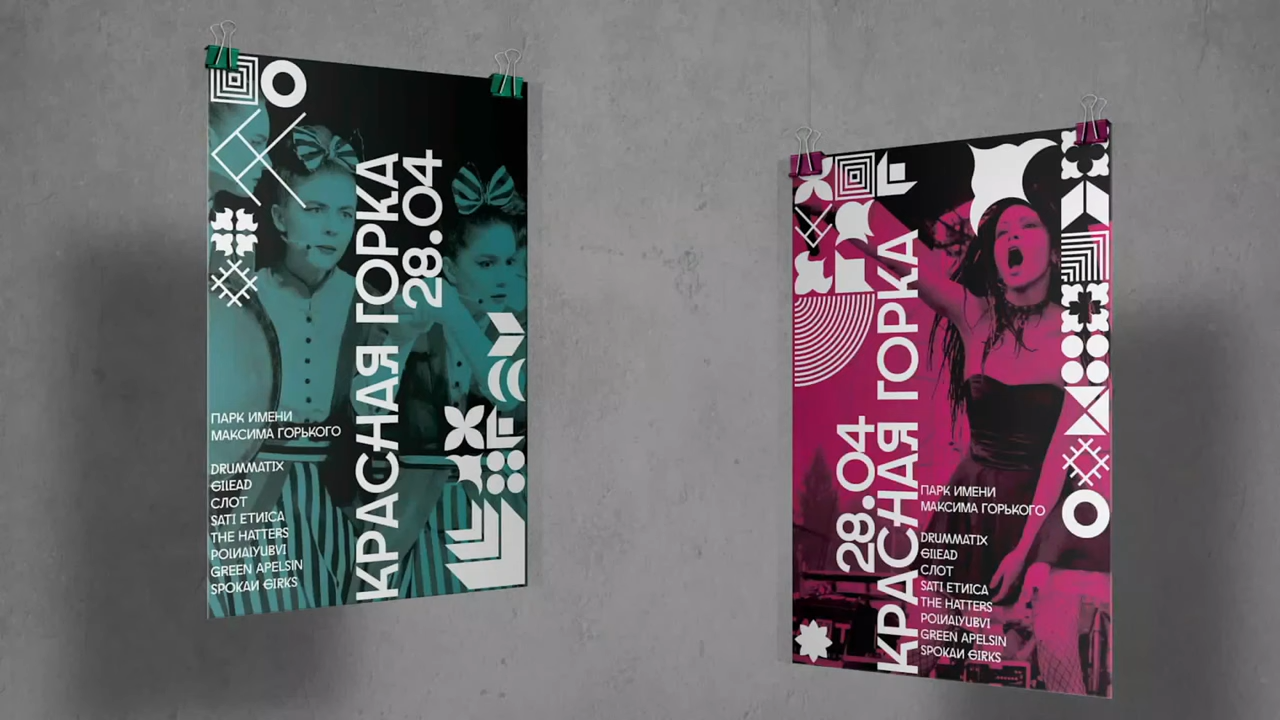 КРАСНАЯ ГОРКА
28.04
ПАРК ИМЕНИ
МАКСИМА ГОРЬКОГО
DRUMMATIX
GILEAD
СЛОТ
SATI ETNICA
THE HATTERS
POLNALYUBVI
GREEN APELSIN
SPOKAN GIRKS
28.04
КРАСНАЯ ГОРКА
ПАРК ИМЕНИ
МАКСИМА ГОРЬКОГО
DRUMMATIX
GILEAD
СЛОТ
SATI ETNICA
THE HATTERS
POLNALYUBVI
GREEN APELSIN
SPOKAN GIRKS